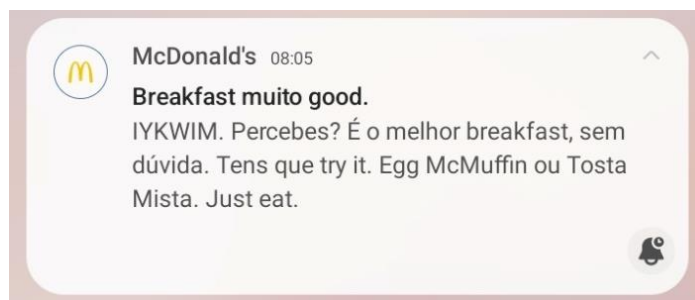 McDonald's 08:05
Breakfast muito good.
IYKWIM. Percebes? É o melhor breakfast, sem
dúvida. Tens que try it. Egg McMuffin ou Tosta
Mista. Just eat.